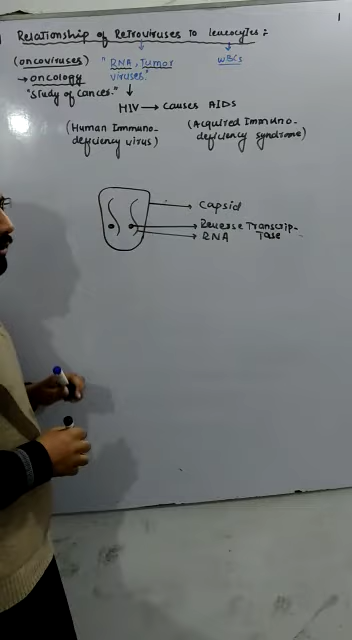 1
Relationship of Retroviruses to leucocytes:
(oncoviruses) "RNA, Tumor WBCs
→ oncology viruses."
"Study of Cancer."
HIV → causes AIDS
(Human Immuno- (Acquired Immuno-
deficiency virus) deficiency syndrome)
Capsid
Reverse Transcrip-
RNA Tase